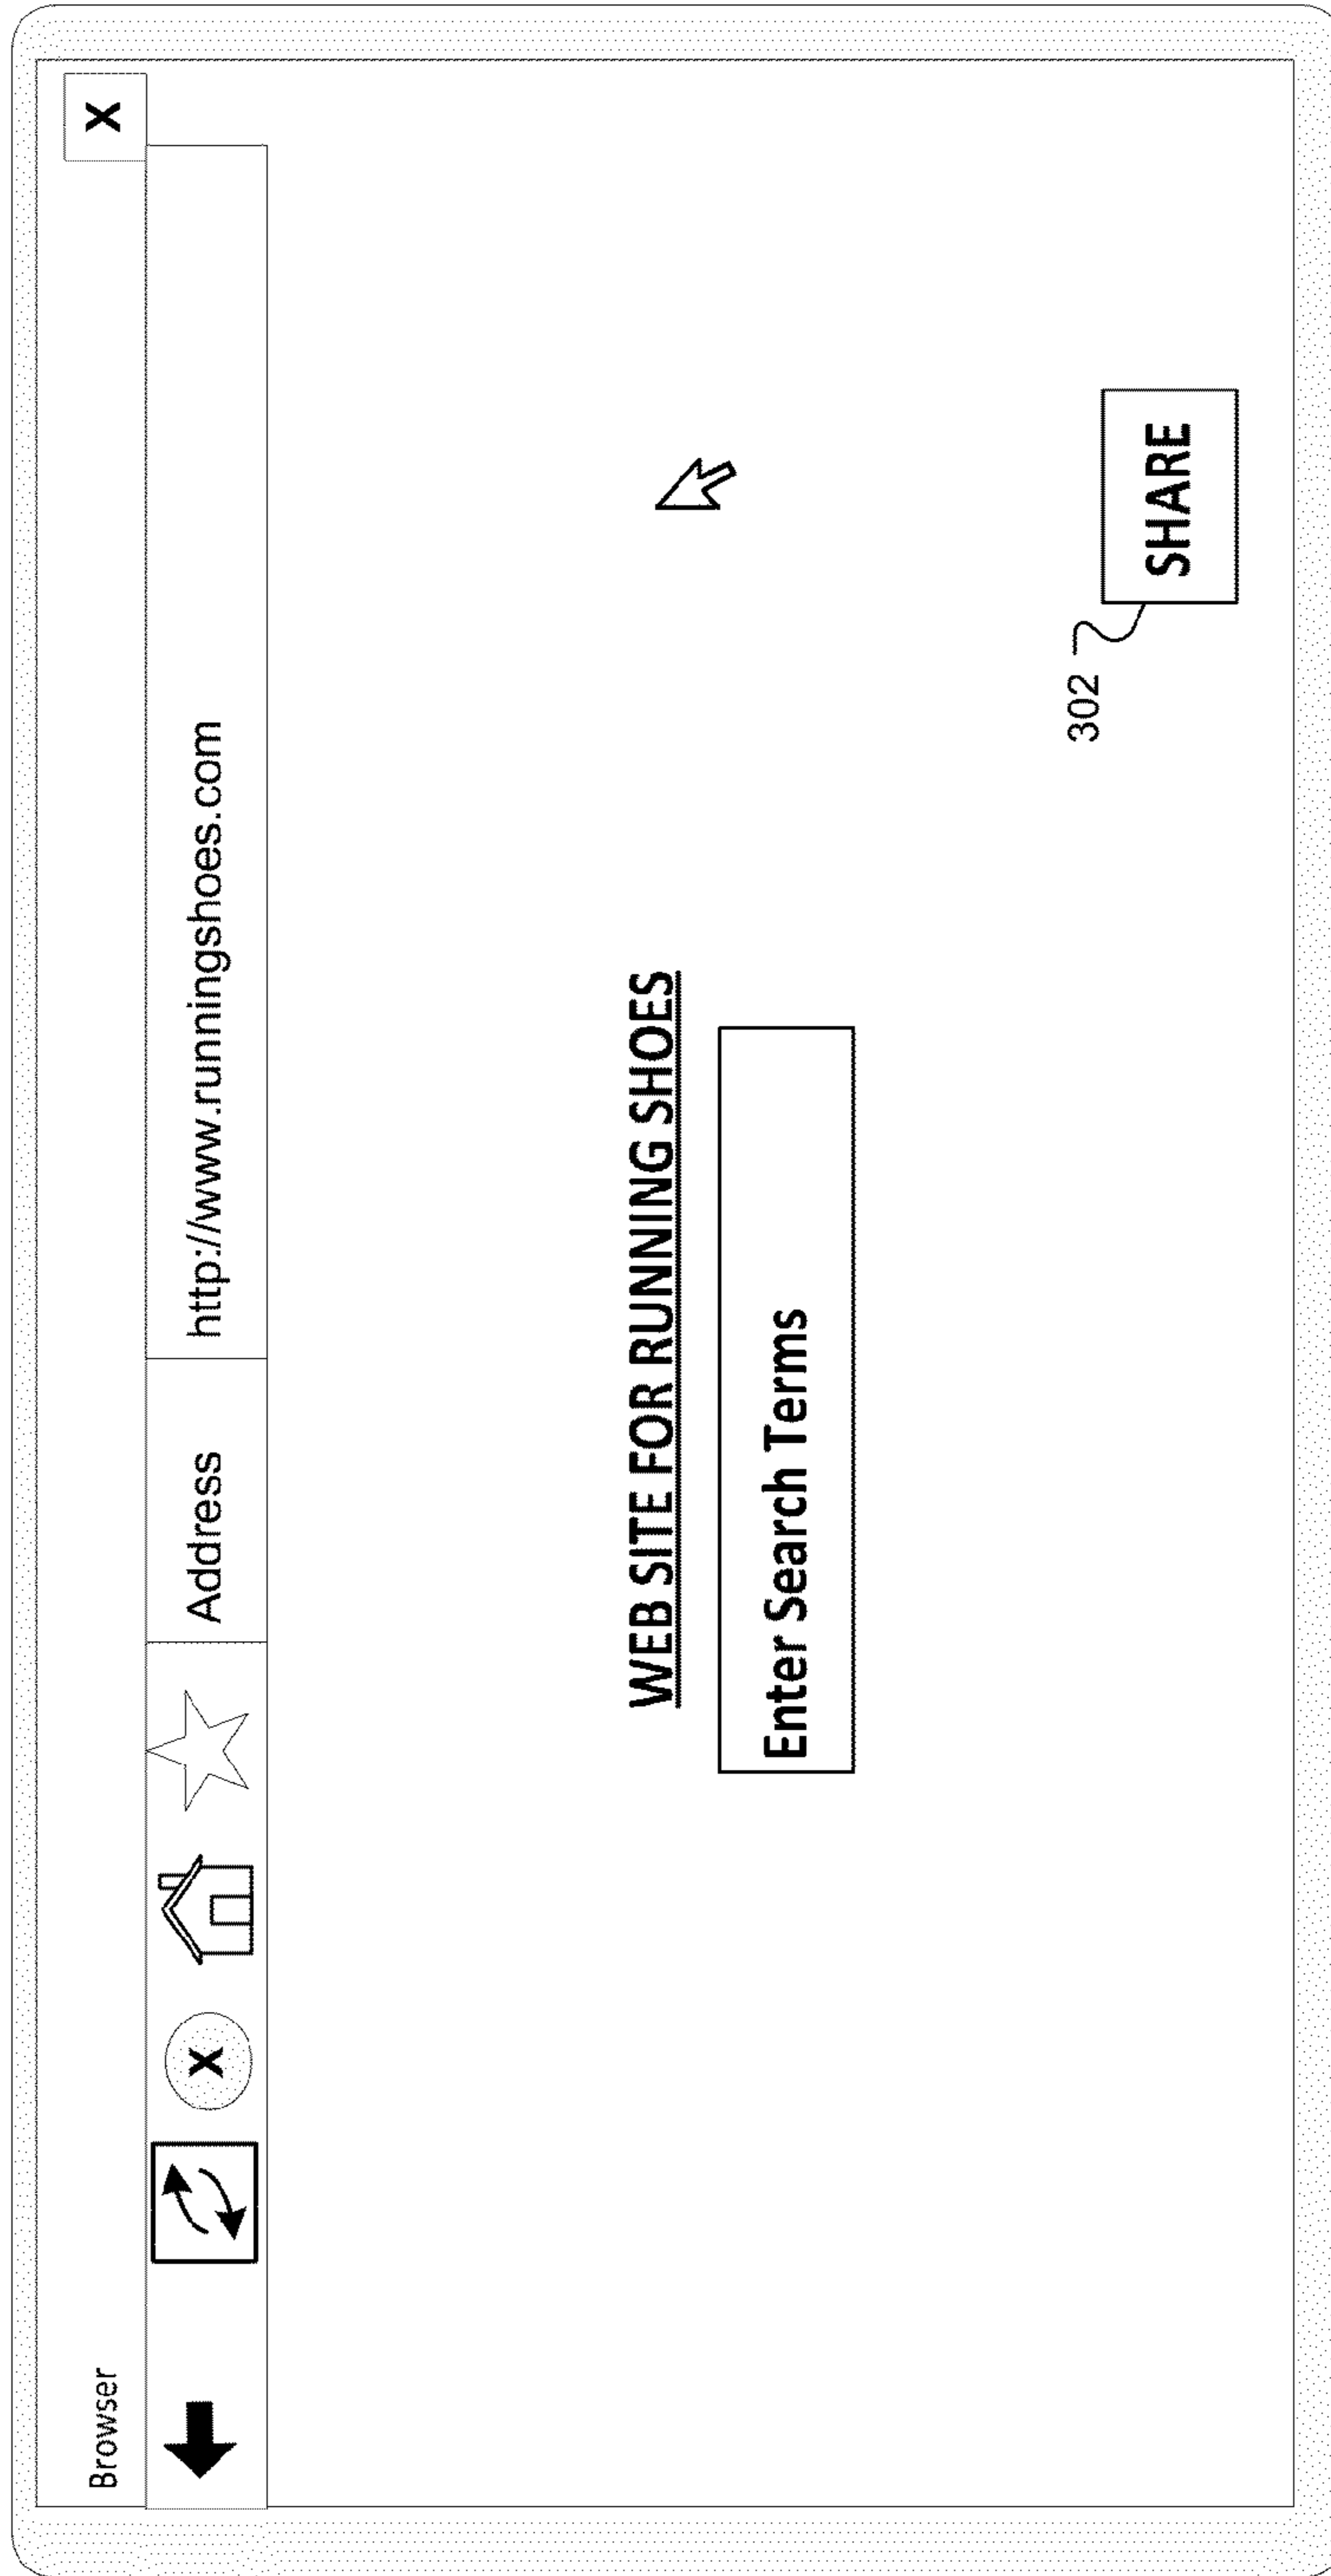 Browser
X
X
Address
http://www.runningshoes.com
WEB SITE FOR RUNNING SHOES
Enter Search Terms
302
SHARE